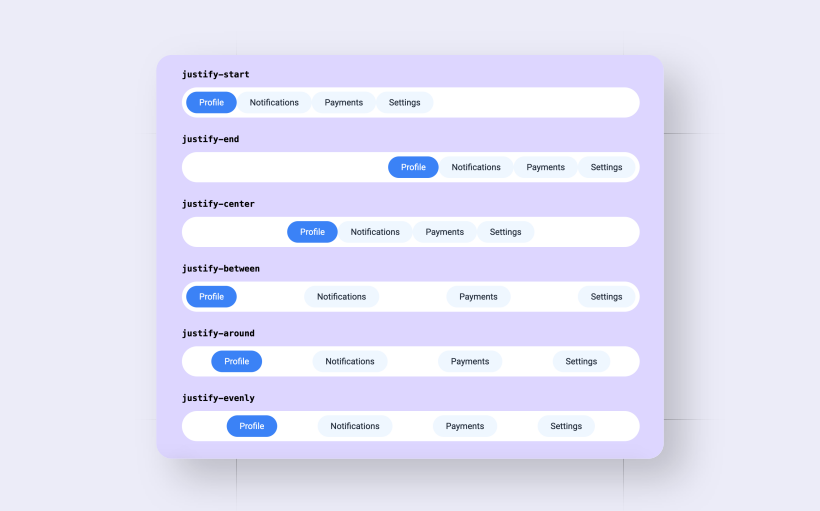 justify-start
Profile Notifications Payments Settings
justify-end
Profile Notifications Payments Settings
justify-center
Profile Notifications Payments Settings
justify-between
Profile Notifications Payments Settings
justify-around
Profile Notifications Payments Settings
justify-evenly
Profile Notifications Payments Settings